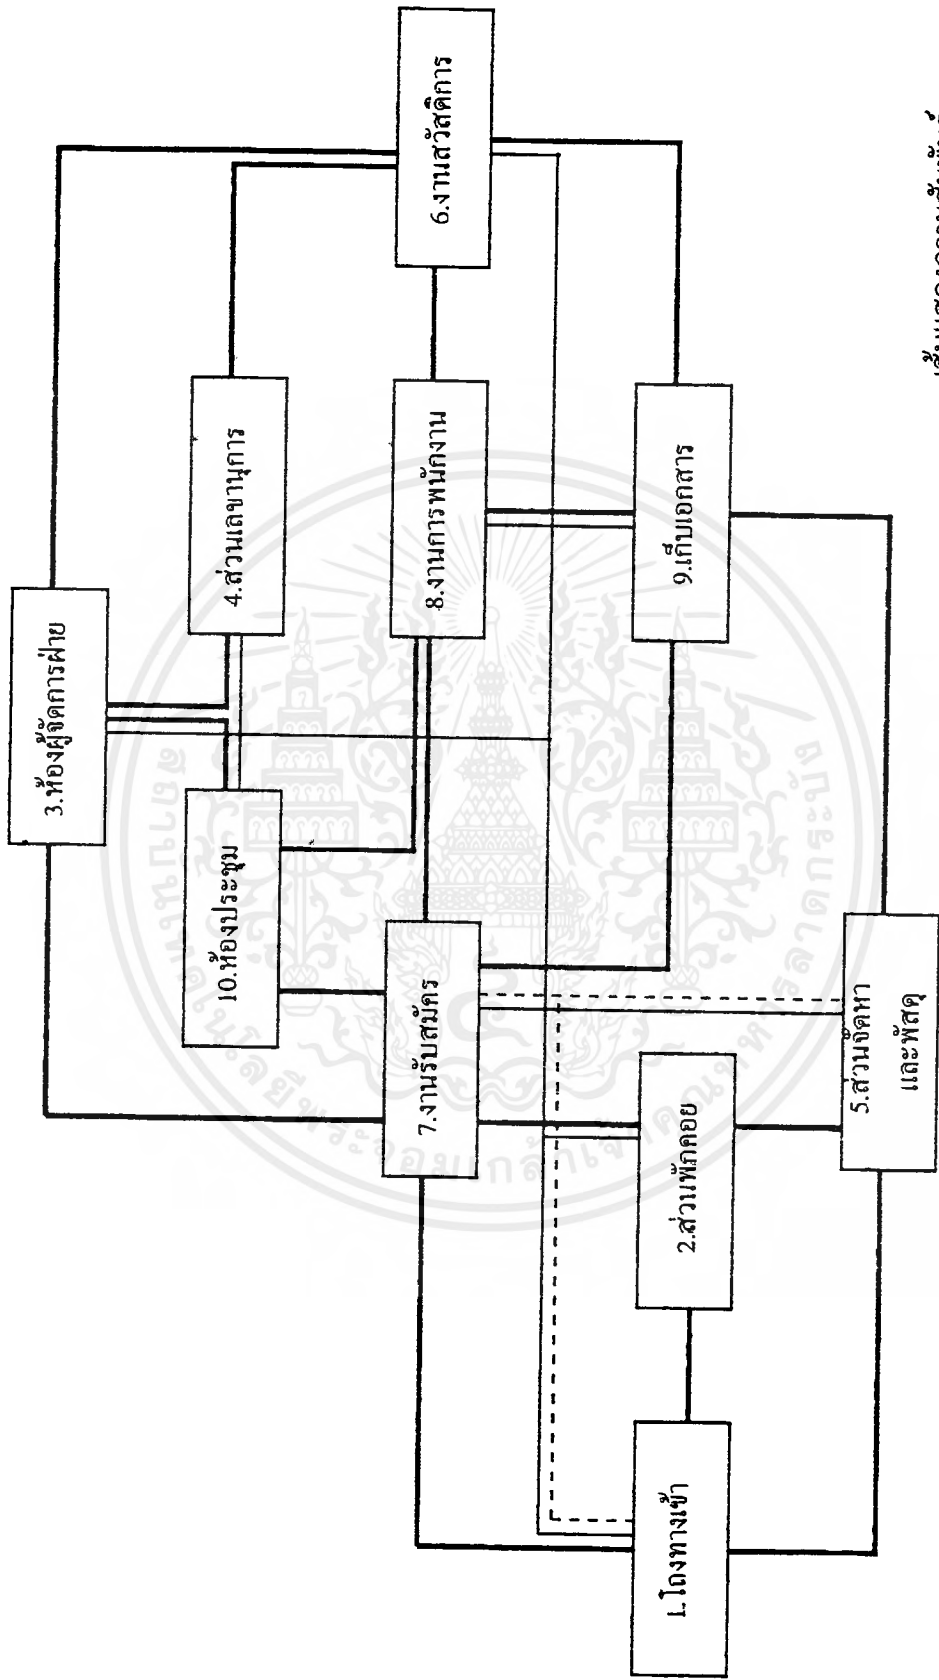 3.ห้องผู้จัดการฝ่าย
10.ห้องประชุม
4.ส่วนเลขานุการ
7.งานรับสมัคร
8.งานการพนักงาน
6.งานสวัสดิการ
1.โถงทางเข้า
2.ส่วนพักคอย
9.เก็บเอกสาร
5.ส่วนจัดหา
และพัสดุ